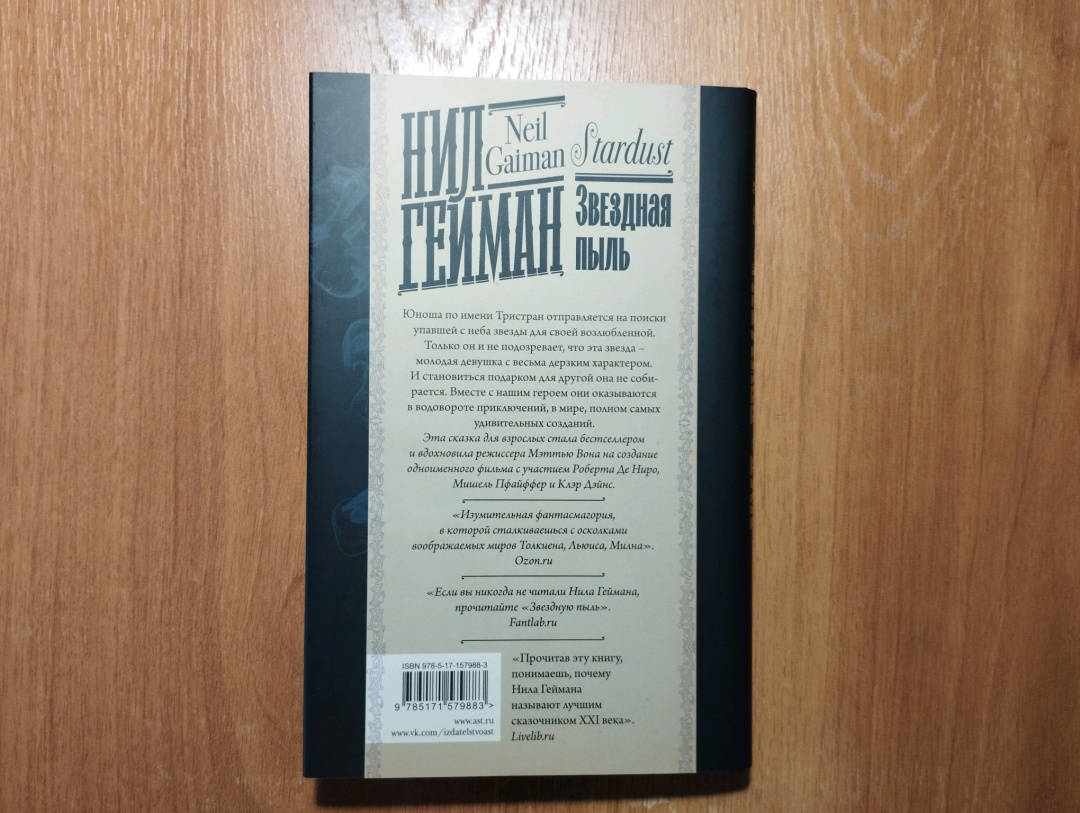 НИЛ
ГЕЙМАН
Neil
Gaiman
Stardust
Звездная
пыль
Юноша по имени Тристран отправляется на поиски
упавшей с неба звезды для своей возлюбленной.
Только он и не подозревает, что эта звезда –
молодая девушка с весьма дерзким характером.
И становиться подарком для другой она не соби-
рается. Вместе с нашим героем они оказываются
в водовороте приключений, в мире, полном самых
удивительных созданий.
Эта сказка для взрослых стала бестселлером
и вдохновила режиссера Мэттью Вона на создание
одноименного фильма с участием Роберта Де Ниро,
Мишель Пфайффер и Клэр Дэйнс.
«Изумительная фантасмагория,
в которой сталкиваешься с осколками
воображаемых миров Толкиена, Льюиса, Милна».
Ozon.ru
«Если вы никогда не читали Нила Геймана,
прочитайте «Звездную пыль».
Fantlab.ru
«Прочитав эту книгу,
понимаешь, почему
Нила Геймана
называют лучшим
сказочником XXI века».
Livelib.ru
ISBN 978-5-17-157988-3
9 785171 579883>
www.ast.ru
www.vk.com/izdatelstvoast